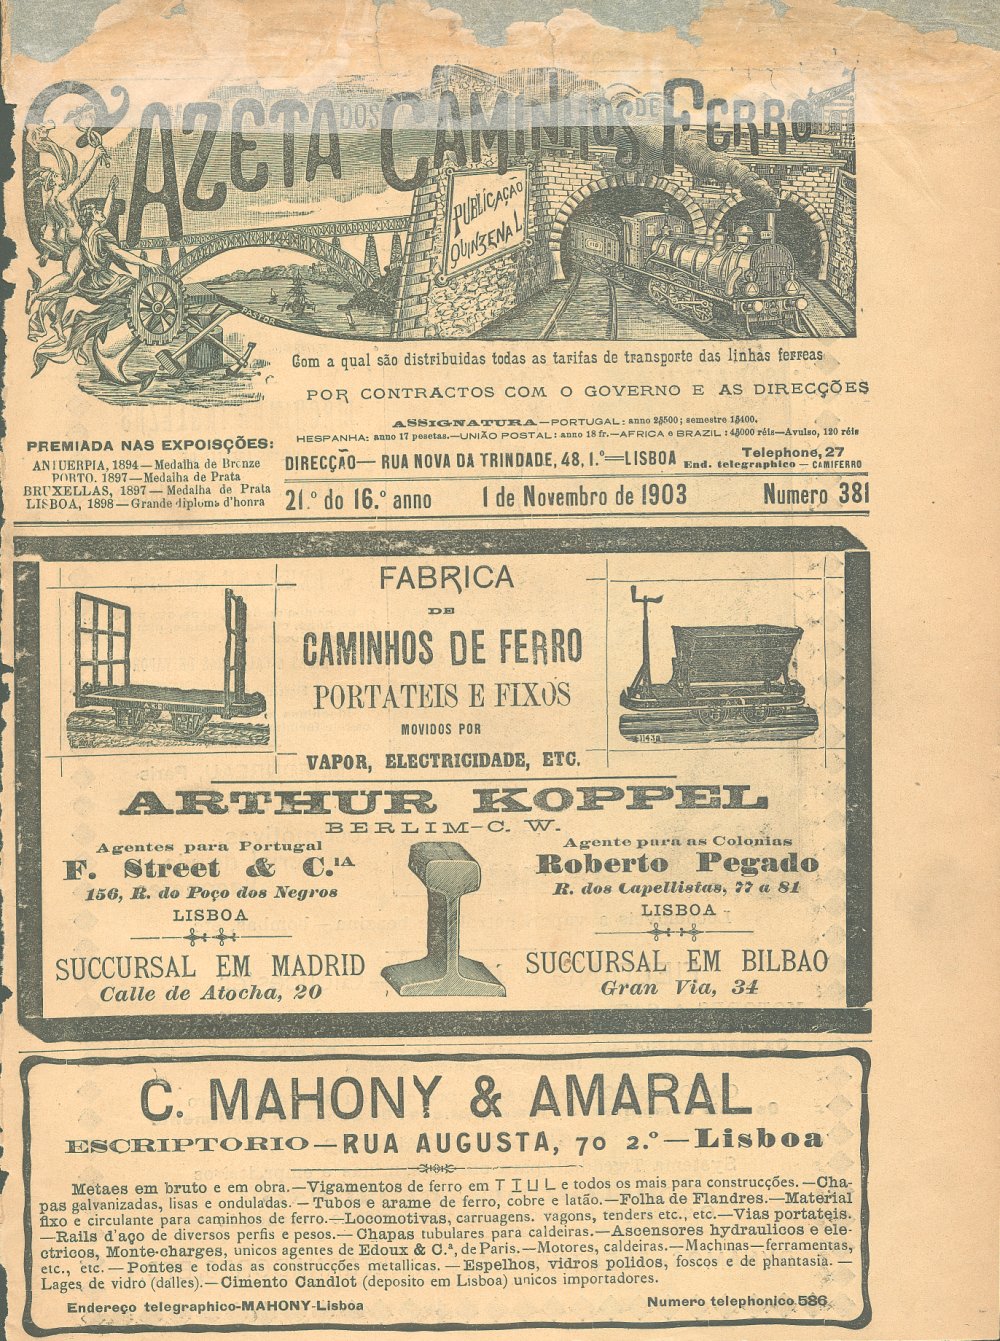 GAZETA DOS CAMINHOS DE FERRO
PUBLICAÇÃO
QUINZENAL
PASTOR
Com a qual são distribuidas todas as tarifas de transporte das linhas ferreas
POR CONTRACTOS COM O GOVERNO E AS DIRECÇÕES
ASSIGNATURA—PORTUGAL: anno 2$500; semestre 1$400.
HESPANHA: anno 17 pesetas.—UNIÃO POSTAL: anno 18 fr.—AFRICA e BRAZIL: 4$000 réis—Avulso, 120 réis
DIRECÇÃO—RUA NOVA DA TRINDADE, 48, 1.º—LISBOA
Telephone, 27
End. telegraphico—CAMIFERRO
PREMIADA NAS EXPOISÇÕES:
ANTUERPIA, 1894—Medalha de Bronze
PORTO, 1897—Medalha de Prata
BRUXELLAS, 1897—Medalha de Prata
LISBOA, 1898—Grande diploma d'honra
21.º do 16.º anno 1 de Novembro de 1903 Numero 381
FABRICA
DE
CAMINHOS DE FERRO
PORTATEIS E FIXOS
MOVIDOS POR
VAPOR, ELECTRICIDADE, ETC.
ARTHUR KOPPEL
BERLIM-C. W.
Agentes para Portugal
F. Street & C.IA
156, R. do Poço dos Negros
LISBOA
SUCCURSAL EM MADRID
Calle de Atocha, 20
Agente para as Colonias
Roberto Pegado
R. dos Capellistas, 77 a 81
LISBOA
SUCCURSAL EM BILBAO
Gran Via, 34
C. MAHONY & AMARAL
ESCRIPTORIO—RUA AUGUSTA, 70 2.º—Lisboa
Metaes em bruto e em obra.—Vigamentos de ferro em T I U L e todos os mais para construcções.—Cha-
pas galvanizadas, lisas e onduladas.—Tubos e arame de ferro, cobre e latão.—Folha de Flandres.—Material
fixo e circulante para caminhos de ferro.—Locomotivas, carruagens, vagons, tenders etc., etc.—Vias portateis.
—Rails d'aço de diversos perfis e pesos.—Chapas tubulares para caldeiras.—Ascensores hydraulicos e ele-
ctricos, Monte-charges, unicos agentes de Edoux & C.ª, de Paris.—Motores, caldeiras.—Machinas—ferramentas,
etc., etc.—Pontes e todas as construcções metallicas.—Espelhos, vidros polidos, foscos e de phantasia.—
Lages de vidro (dalles).—Cimento Candlot (deposito em Lisboa) unicos importadores.
Endereço telegraphico-MAHONY-Lisboa
Numero telephonico 586